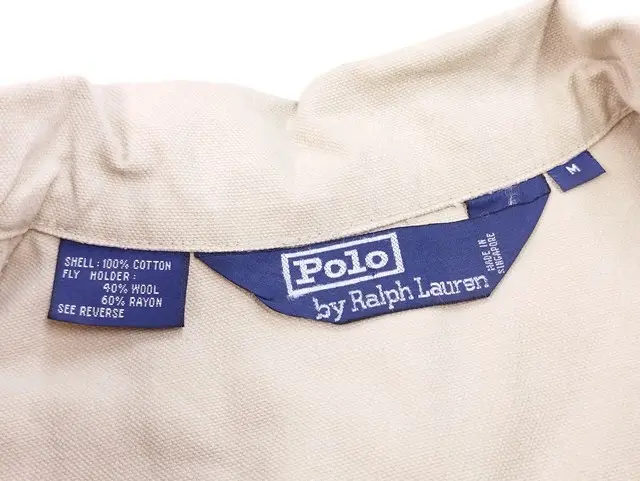 SHELL: 100% COTTON
FLY HOLDER:
40% WOOL
60% RAYON
SEE REVERSE
Polo
by Ralph Lauren
MADE IN
SINGAPORE
M